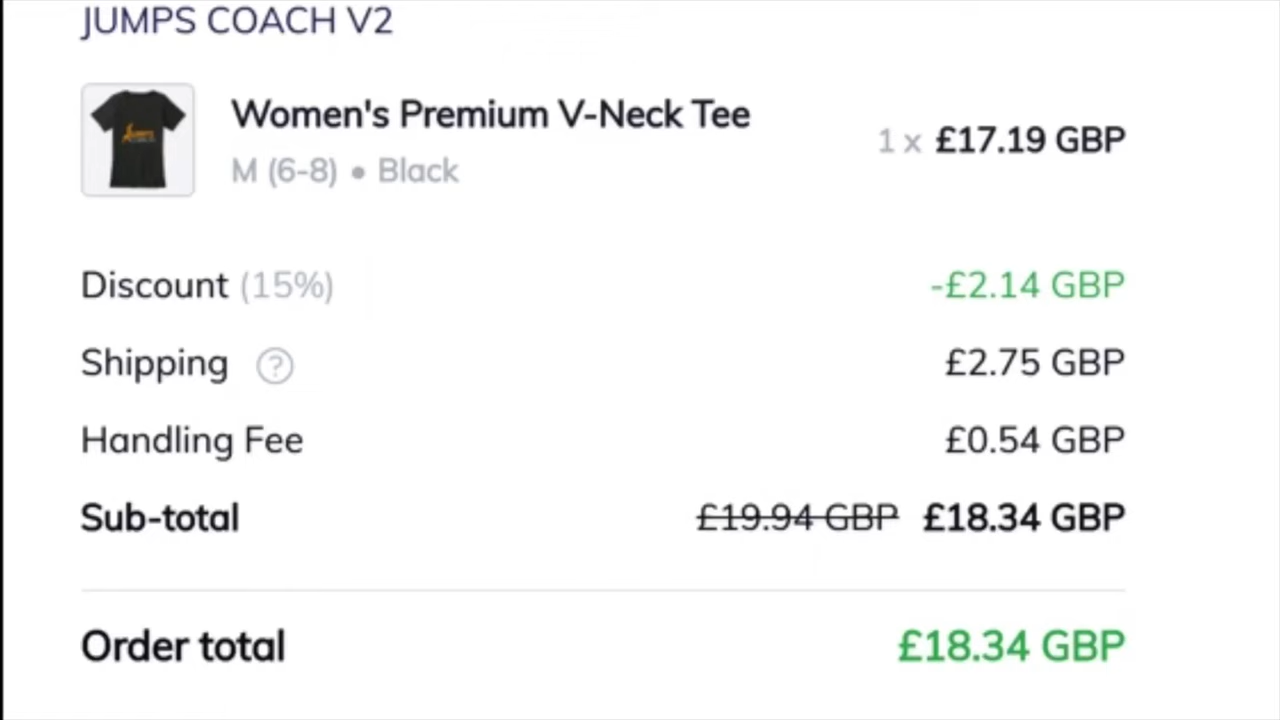 JUMPS COACH V2
Women's Premium V-Neck Tee
1 x £17.19 GBP
M (6-8) • Black
Discount (15%) -£2.14 GBP
Shipping ? £2.75 GBP
Handling Fee £0.54 GBP
Sub-total £19.94 GBP £18.34 GBP
Order total £18.34 GBP